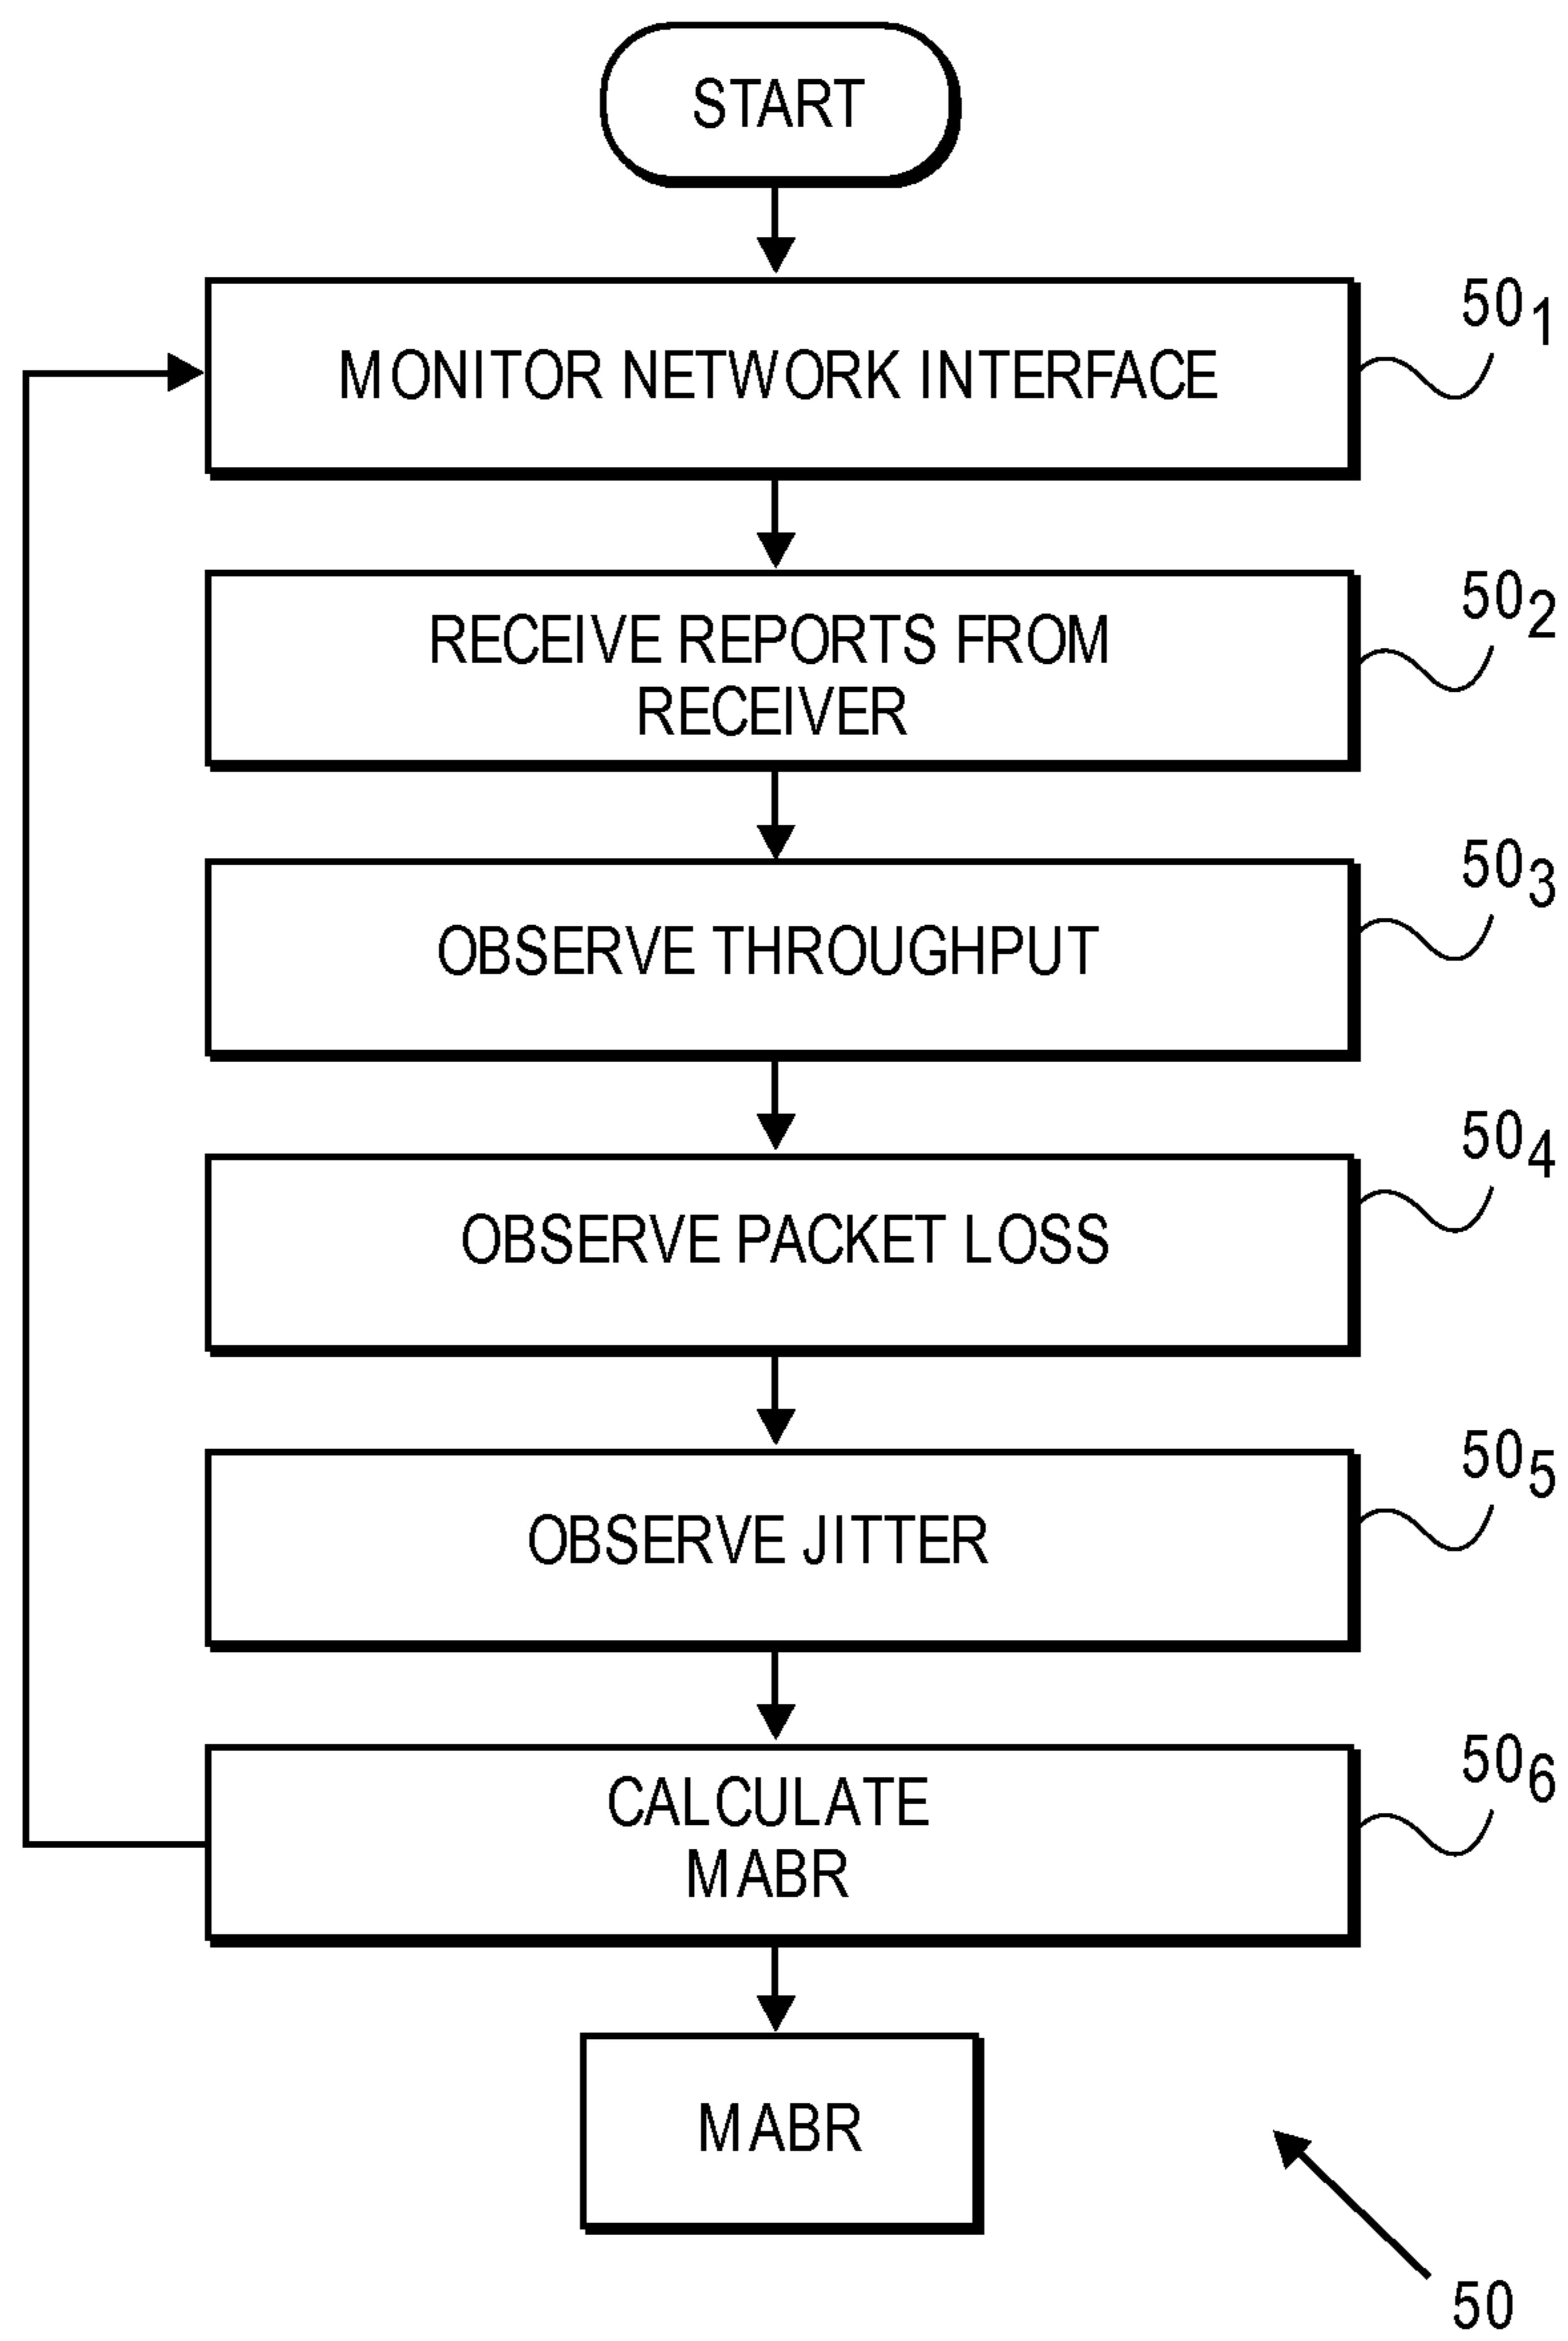 START
MONITOR NETWORK INTERFACE
50₁
RECEIVE REPORTS FROM
RECEIVER
50₂
OBSERVE THROUGHPUT
50₃
OBSERVE PACKET LOSS
50₄
OBSERVE JITTER
50₅
CALCULATE
MABR
50₆
MABR
50